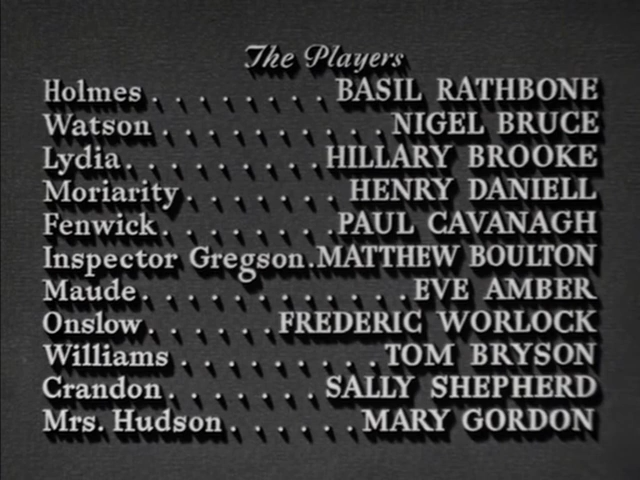 The Players
Holmes . . . . . . . . BASIL RATHBONE
Watson . . . . . . . . . . NIGEL BRUCE
Lydia . . . . . . . . . HILLARY BROOKE
Moriarity . . . . . . . HENRY DANIELL
Fenwick . . . . . . . . PAUL CAVANAGH
Inspector Gregson . MATTHEW BOULTON
Maude . . . . . . . . . . . . EVE AMBER
Onslow . . . . . . FREDERIC WORLOCK
Williams . . . . . . . . . TOM BRYSON
Crandon . . . . . . . SALLY SHEPHERD
Mrs. Hudson . . . . . . MARY GORDON